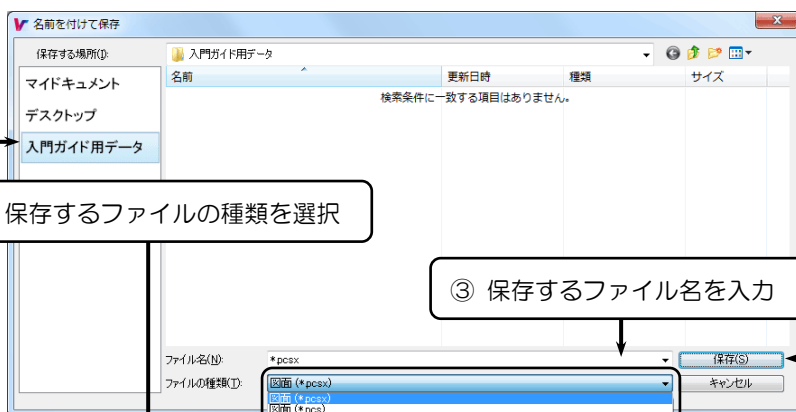 名前を付けて保存
保存する場所(I):
入門ガイド用データ
マイドキュメント
デスクトップ
入門ガイド用データ
名前 更新日時 種類 サイズ
検索条件に一致する項目はありません。
保存するファイルの種類を選択
③ 保存するファイル名を入力
ファイル名(N): *pcsx 保存(S)
ファイルの種類(T): 図面 (*pcsx) キャンセル
図面 (*pcsx)
図面 (*pcs)